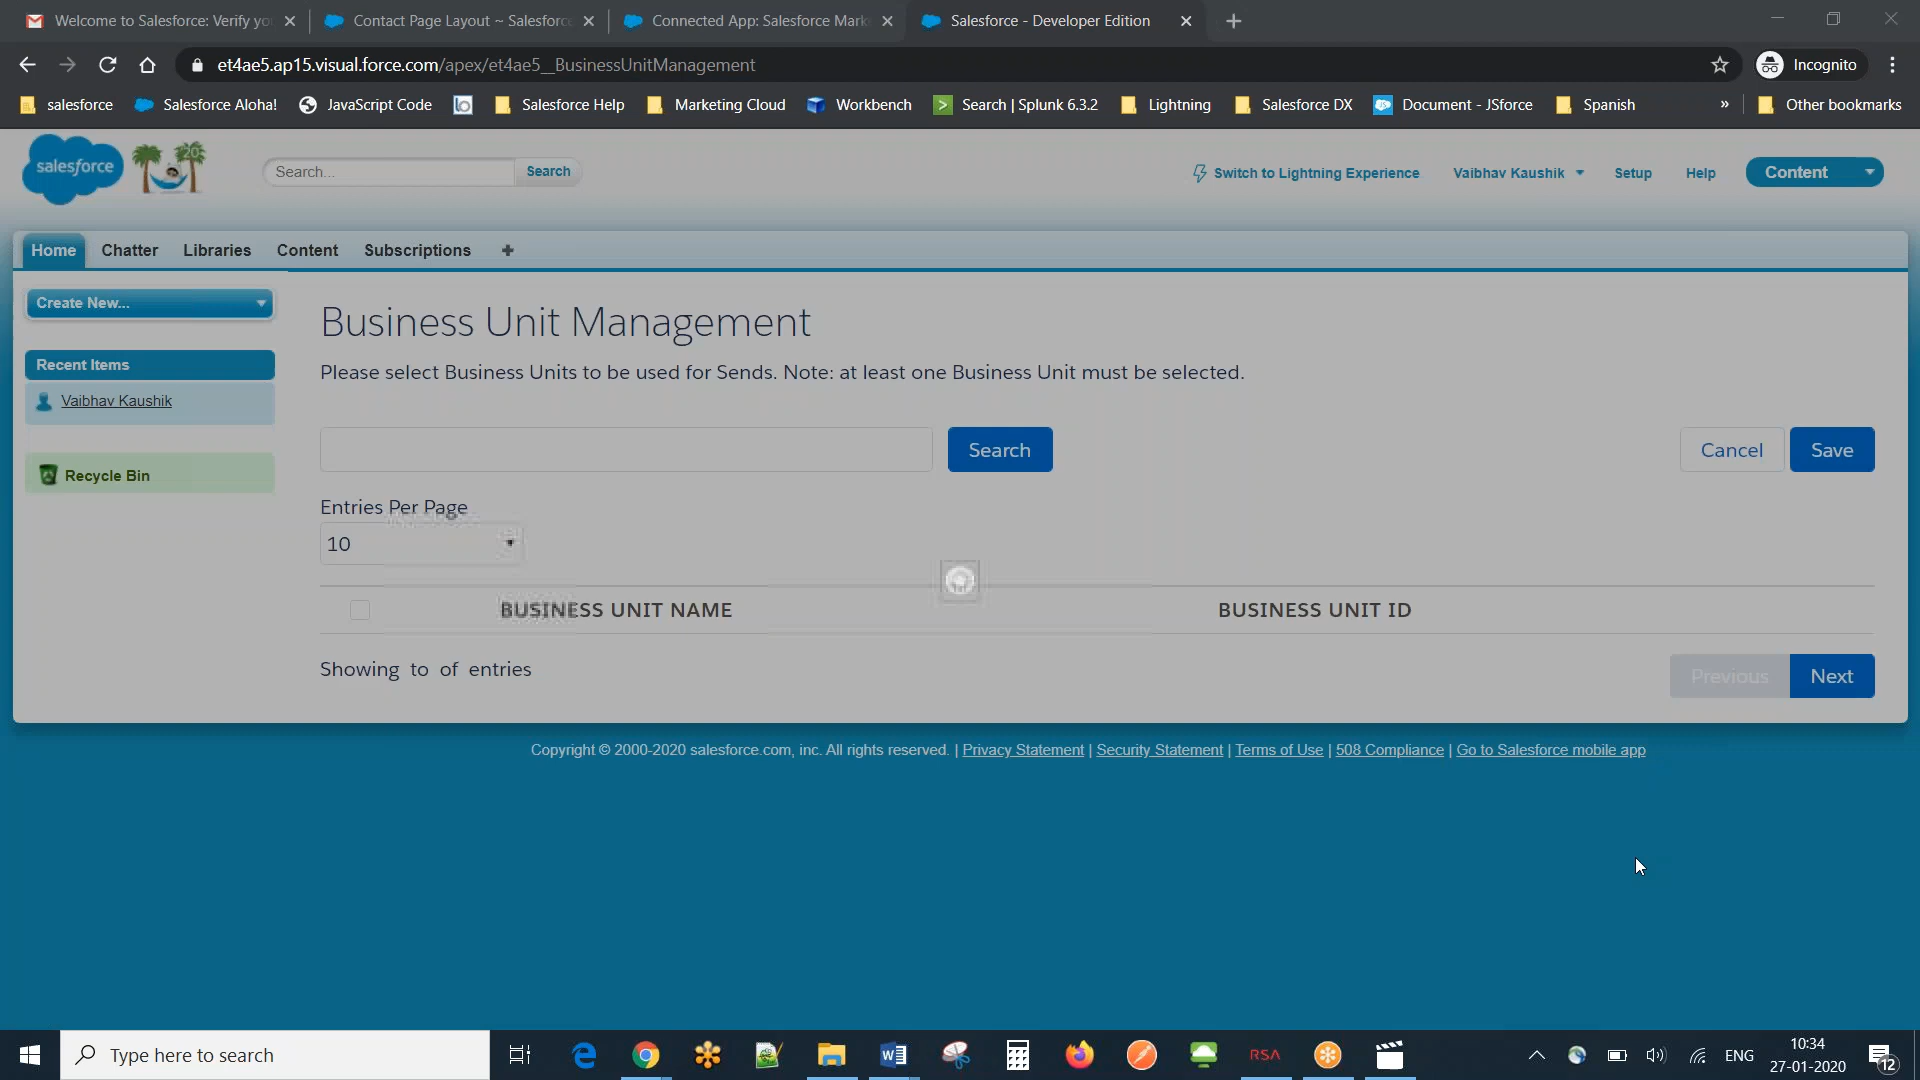 Welcome to Salesforce: Verify yo
Contact Page Layout ~ Salesforc
Connected App: Salesforce Mark
Salesforce - Developer Edition
et4ae5.ap15.visual.force.com/apex/et4ae5__BusinessUnitManagement
Incognito
salesforce
Salesforce Aloha!
JavaScript Code
Salesforce Help
Marketing Cloud
Workbench
Search | Splunk 6.3.2
Lightning
Salesforce DX
Document - JSforce
Spanish
»
Other bookmarks
salesforce
20
Search...
Search
Switch to Lightning Experience
Vaibhav Kaushik
Setup
Help
Content
Home
Chatter
Libraries
Content
Subscriptions
+
Create New...
Recent Items
Vaibhav Kaushik
Recycle Bin
Business Unit Management
Please select Business Units to be used for Sends. Note: at least one Business Unit must be selected.
Search
Cancel
Save
Entries Per Page
10
BUSINESS UNIT NAME
BUSINESS UNIT ID
Showing to of entries
Previous
Next
Copyright © 2000-2020 salesforce.com, inc. All rights reserved. | Privacy Statement | Security Statement | Terms of Use | 508 Compliance | Go to Salesforce mobile app
Type here to search
RSA
ENG
10:34
27-01-2020
12